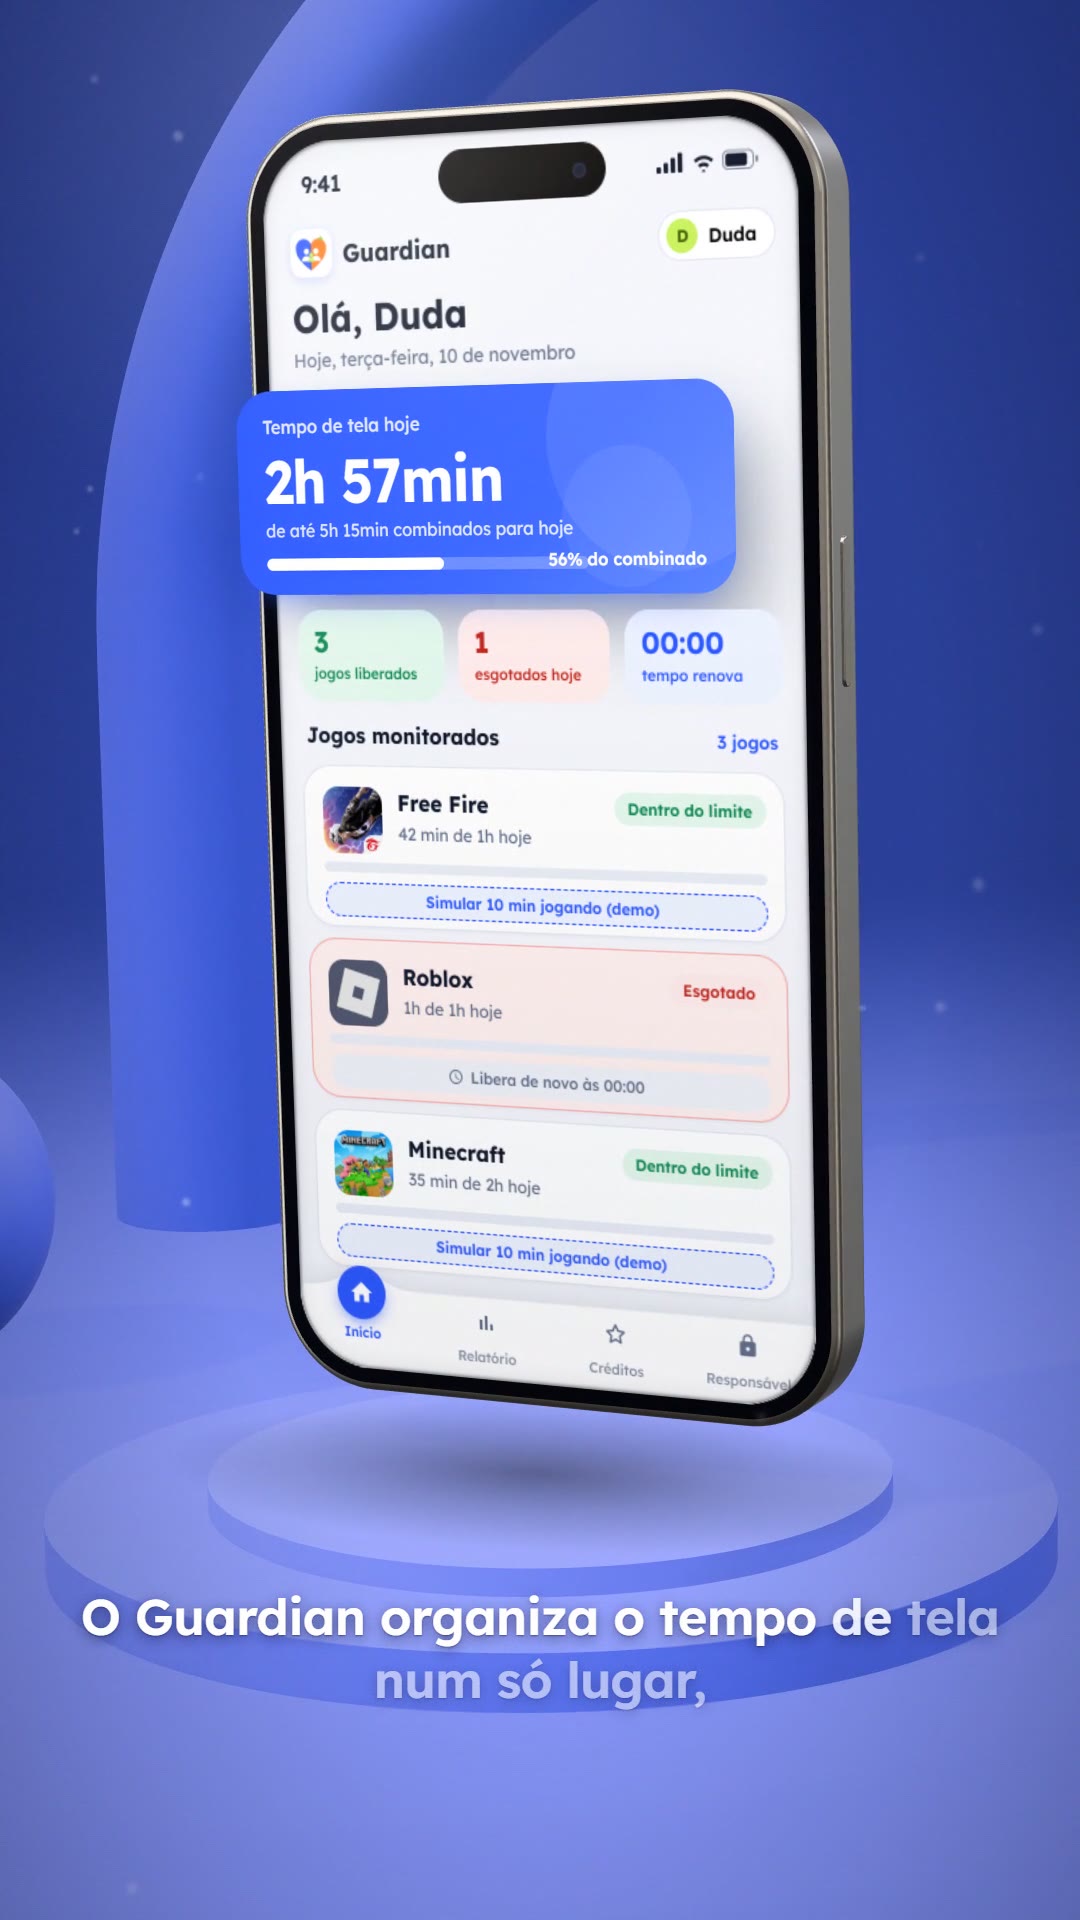 9:41
Guardian
D Duda
Olá, Duda
Hoje, terça-feira, 10 de novembro
Tempo de tela hoje
2h 57min
de até 5h 15min combinados para hoje
56% do combinado
3
jogos liberados
1
esgotados hoje
00:00
tempo renova
Jogos monitorados
3 jogos
Free Fire
42 min de 1h hoje
Dentro do limite
Simular 10 min jogando (demo)
Roblox
1h de 1h hoje
Esgotado
Libera de novo às 00:00
MINECRAFT
Minecraft
35 min de 2h hoje
Dentro do limite
Simular 10 min jogando (demo)
Início
Relatório
Créditos
Responsável
O Guardian organiza o tempo de tela
num só lugar,